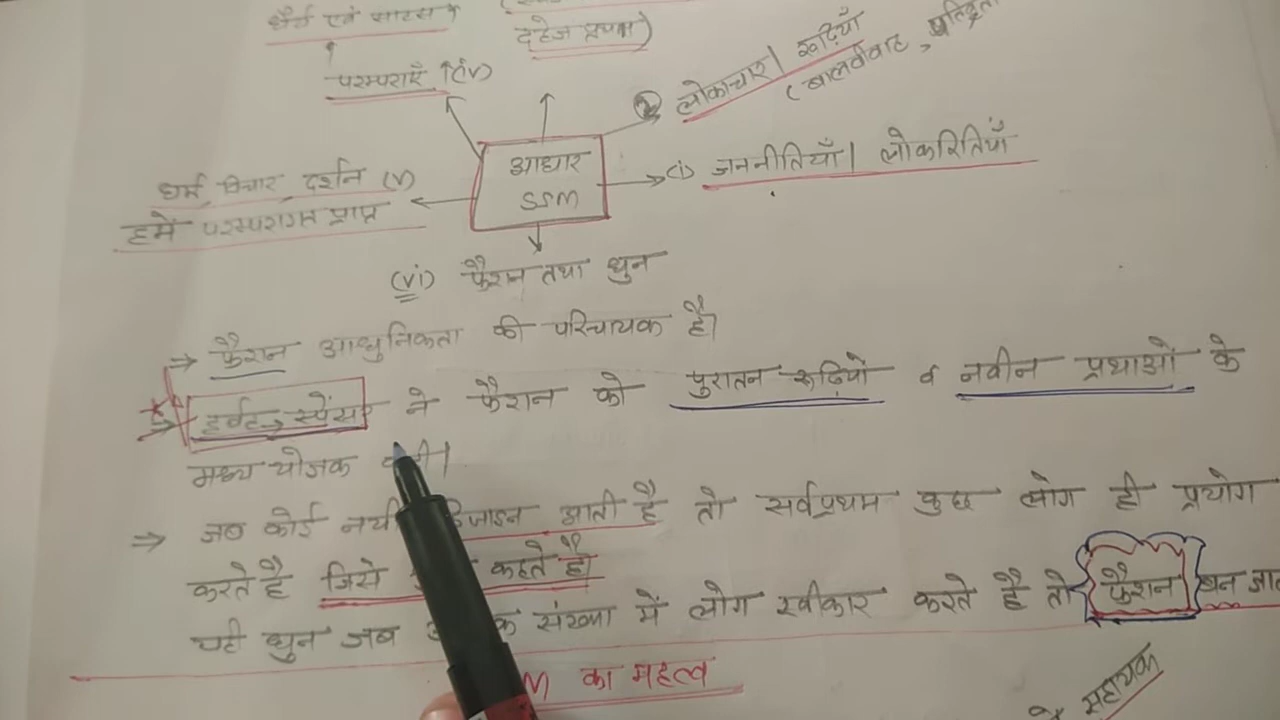 धैर्य एवं साहस
दहेज प्रथा)
परम्पराएँ (iv)
लोकाचार / रूढ़ियाँ
(बालविवाह,
आधार
SSM
(i) जननीतियाँ / लोकरितियाँ
धर्म, विचार, दर्शन (v)
हमें परम्परागत प्राप्त
(vi) फैशन तथा धुन
⇒ फैशन आधुनिकता की परिचायक है।
हर्बट स्पेंसर ने फैशन को पुरातन रूढ़ियो व नवीन प्रथाओं के
मध्य योजक
⇒ जब कोई नयी डिजाइन आती है तो सर्वप्रथम कुछ लोग ही प्रयोग
करते है जिसे कहते है।
यही धुन जब संख्या में लोग स्वीकार करते है तो फैशन बन
M का महत्व
सहायक